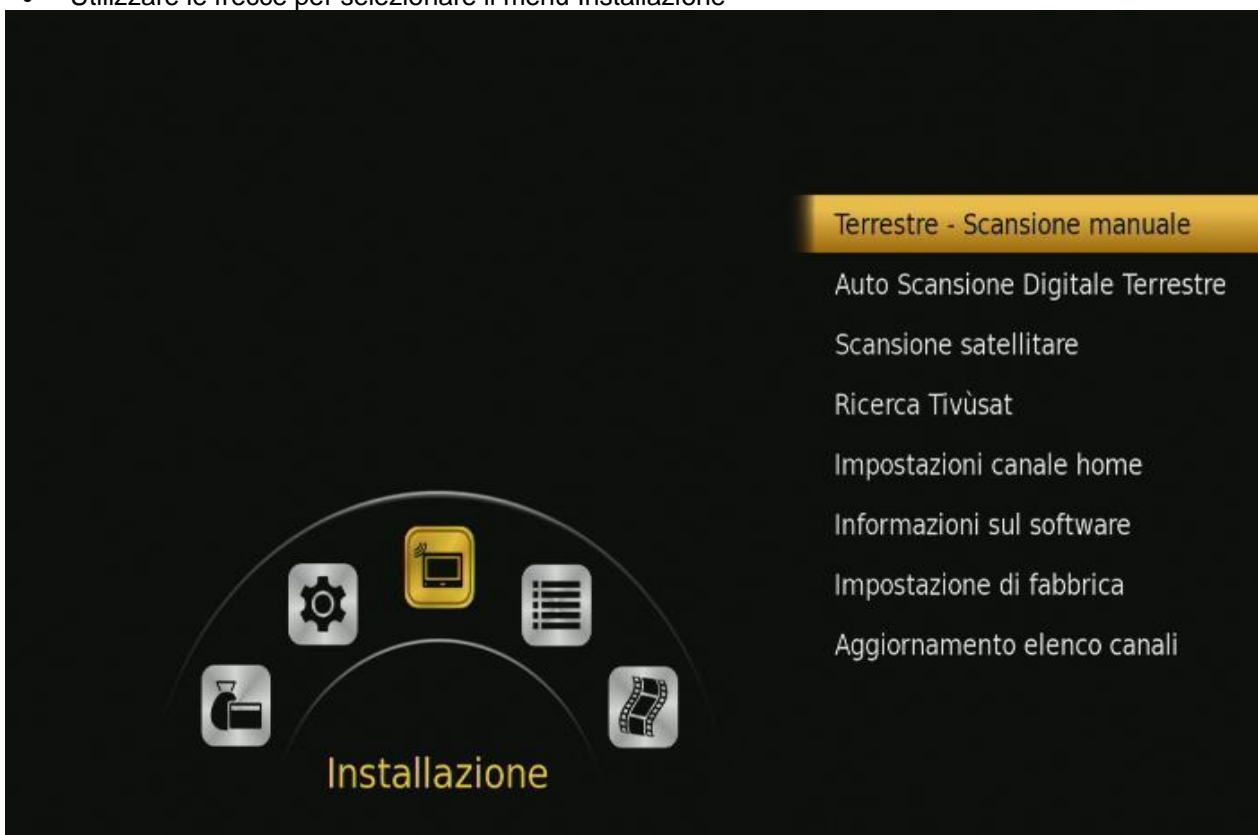 • Utilizzare le frecce per selezionare il menu Installazione
Terrestre - Scansione manuale
Auto Scansione Digitale Terrestre
Scansione satellitare
Ricerca Tivùsat
Impostazioni canale home
Informazioni sul software
Impostazione di fabbrica
Aggiornamento elenco canali
Installazione